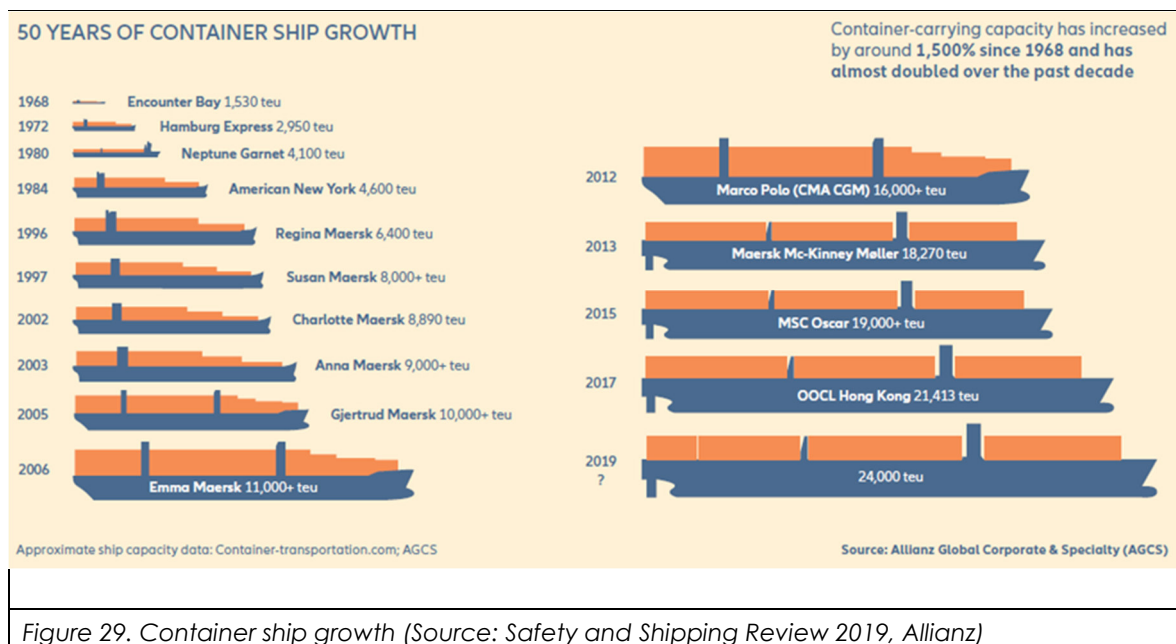 50 YEARS OF CONTAINER SHIP GROWTH
Container-carrying capacity has increased
by around 1,500% since 1968 and has
almost doubled over the past decade
1968 Encounter Bay 1,530 teu
1972 Hamburg Express 2,950 teu
1980 Neptune Garnet 4,100 teu
1984 American New York 4,600 teu
1996 Regina Maersk 6,400 teu
1997 Susan Maersk 8,000+ teu
2002 Charlotte Maersk 8,890 teu
2003 Anna Maersk 9,000+ teu
2005 Gjertrud Maersk 10,000+ teu
2006 Emma Maersk 11,000+ teu
2012 Marco Polo (CMA CGM) 16,000+ teu
2013 Maersk Mc-Kinney Møller 18,270 teu
2015 MSC Oscar 19,000+ teu
2017 OOCL Hong Kong 21,413 teu
2019 24,000 teu
?
Approximate ship capacity data: Container-transportation.com; AGCS
Source: Allianz Global Corporate & Specialty (AGCS)
Figure 29. Container ship growth (Source: Safety and Shipping Review 2019, Allianz)